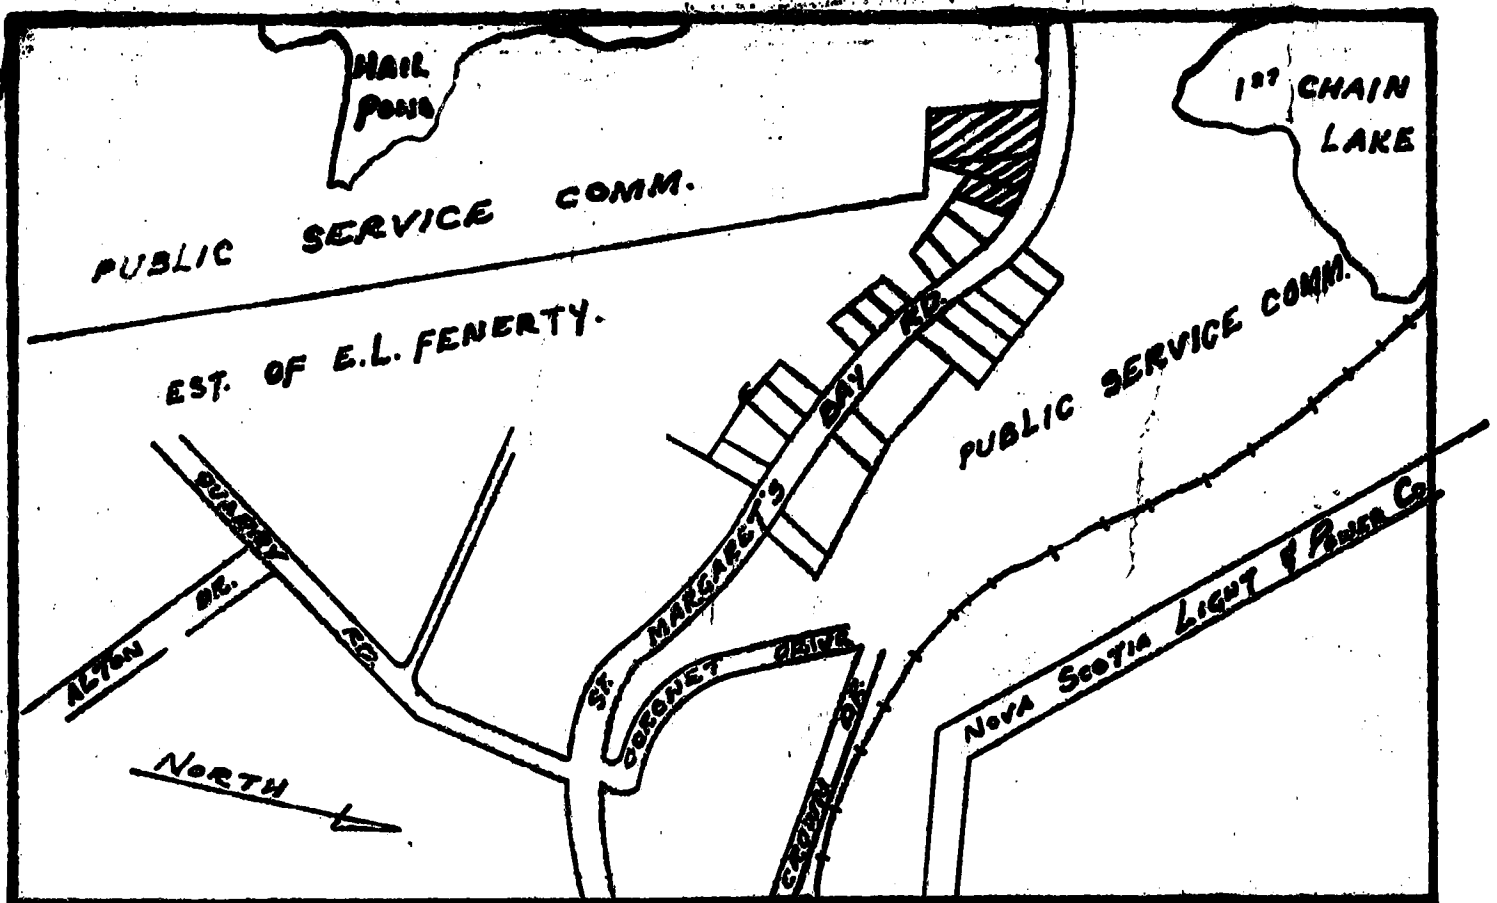 HAIL
POND
1ST CHAIN
LAKE
PUBLIC SERVICE COMM.
EST. OF E.L. FENERTY.
ST. MARGARET'S BAY RD.
PUBLIC SERVICE COMM.
QUARRY RD.
ALTON DR.
CORONET DRIVE
CROWN DR.
NOVA SCOTIA LIGHT & POWER CO.
NORTH